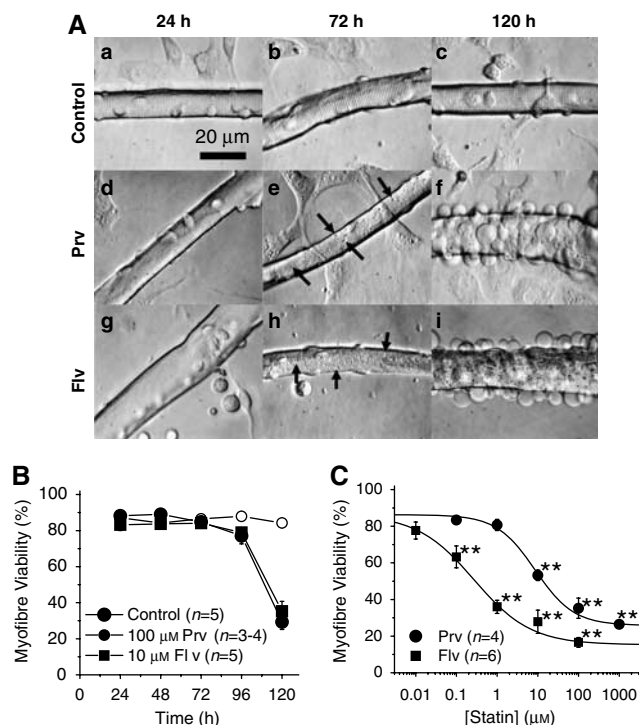 A
24 h 72 h 120 h
Control
a b c
20 μm
Prv
d e f
Flv
g h i
B
Myofibre Viability (%)
100
80
60
40
20
0
Control (n=5)
100 μM Prv (n=3-4)
10 μM Fl v (n=5)
24 48 72 96 120
Time (h)
C
Myofibre Viability (%)
100
80
60
40
20
0
** ** ** ** ** ** ** **
Prv (n=4)
Flv (n=6)
0.01 0.1 1 10 100 1000
[Statin] (μM)